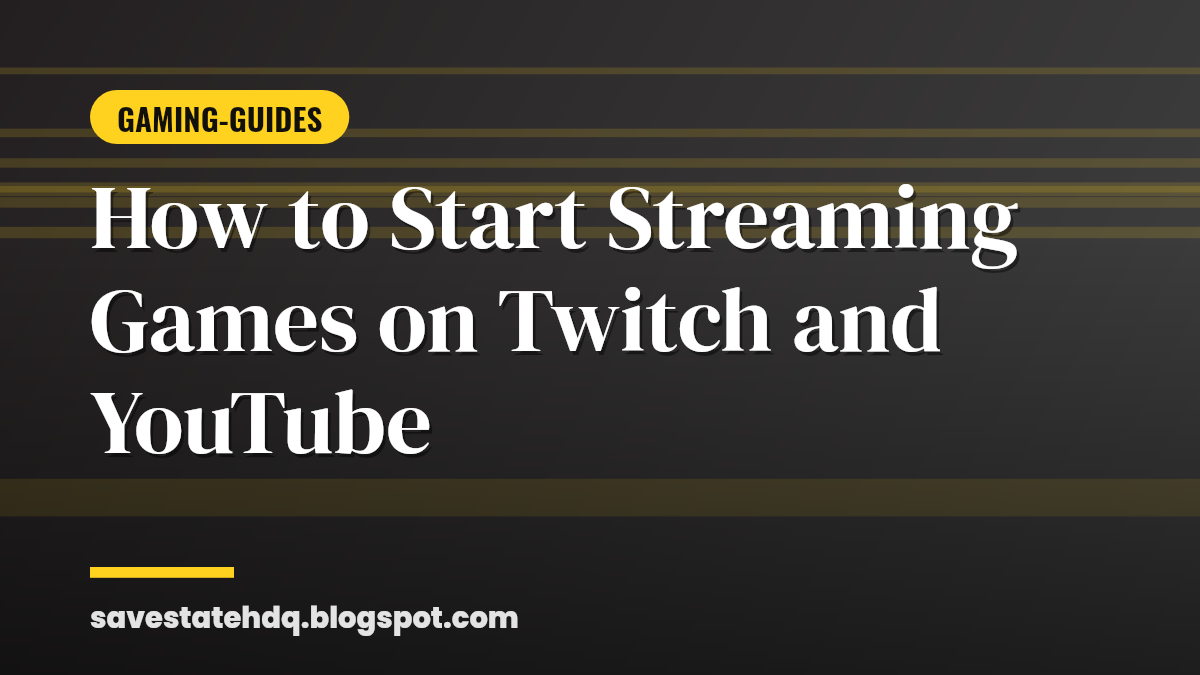 GAMING-GUIDES
How to Start Streaming
Games on Twitch and
YouTube
savestatehdq.blogspot.com